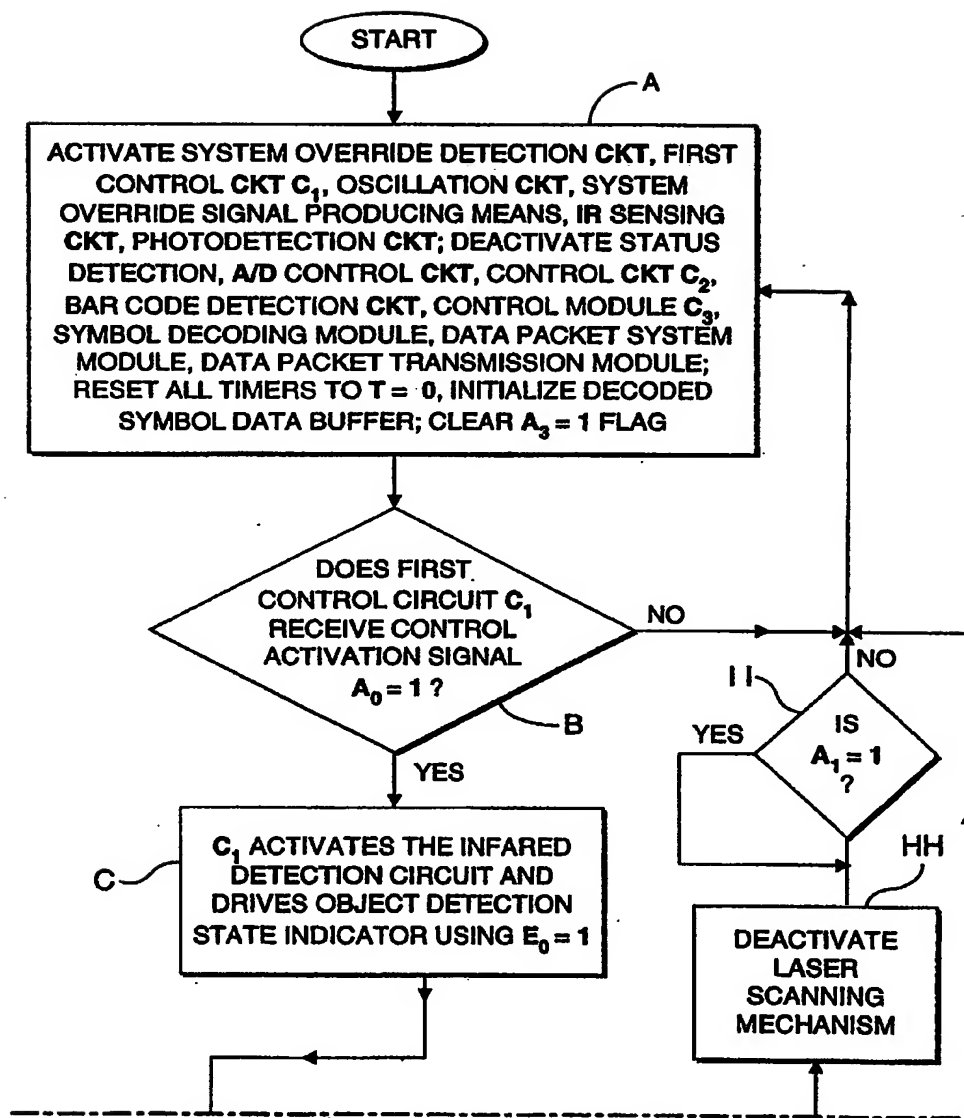 START
A
ACTIVATE SYSTEM OVERRIDE DETECTION CKT, FIRST
CONTROL CKT C₁, OSCILLATION CKT, SYSTEM
OVERRIDE SIGNAL PRODUCING MEANS, IR SENSING
CKT, PHOTODETECTION CKT; DEACTIVATE STATUS
DETECTION, A/D CONTROL CKT, CONTROL CKT C₂,
BAR CODE DETECTION CKT, CONTROL MODULE C₃,
SYMBOL DECODING MODULE, DATA PACKET SYSTEM
MODULE, DATA PACKET TRANSMISSION MODULE;
RESET ALL TIMERS TO T = 0, INITIALIZE DECODED
SYMBOL DATA BUFFER; CLEAR A₃ = 1 FLAG
DOES FIRST
CONTROL CIRCUIT C₁
RECEIVE CONTROL
ACTIVATION SIGNAL
A₀ = 1 ?
NO
B
YES
NO
II
IS
A₁ = 1
?
YES
C
C₁ ACTIVATES THE INFARED
DETECTION CIRCUIT AND
DRIVES OBJECT DETECTION
STATE INDICATOR USING E₀ = 1
HH
DEACTIVATE
LASER
SCANNING
MECHANISM